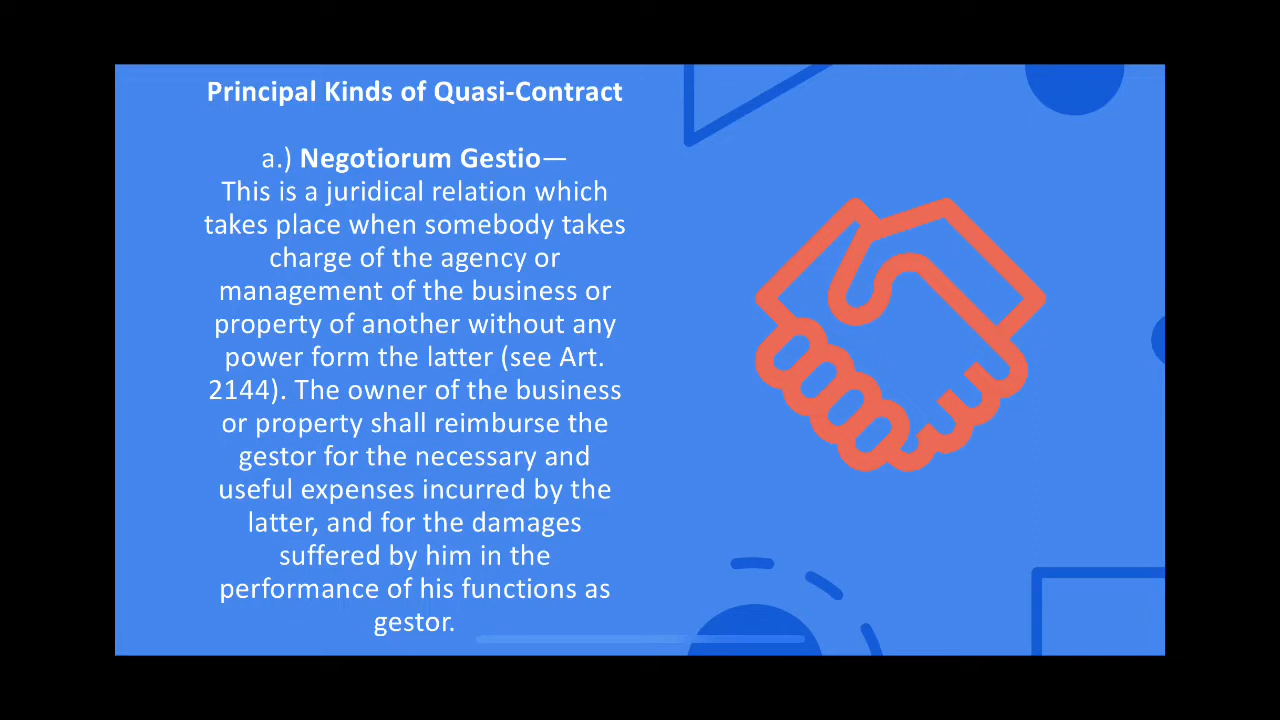 Principal Kinds of Quasi-Contract
a.) Negotiorum Gestio—
This is a juridical relation which
takes place when somebody takes
charge of the agency or
management of the business or
property of another without any
power form the latter (see Art.
2144). The owner of the business
or property shall reimburse the
gestor for the necessary and
useful expenses incurred by the
latter, and for the damages
suffered by him in the
performance of his functions as
gestor.